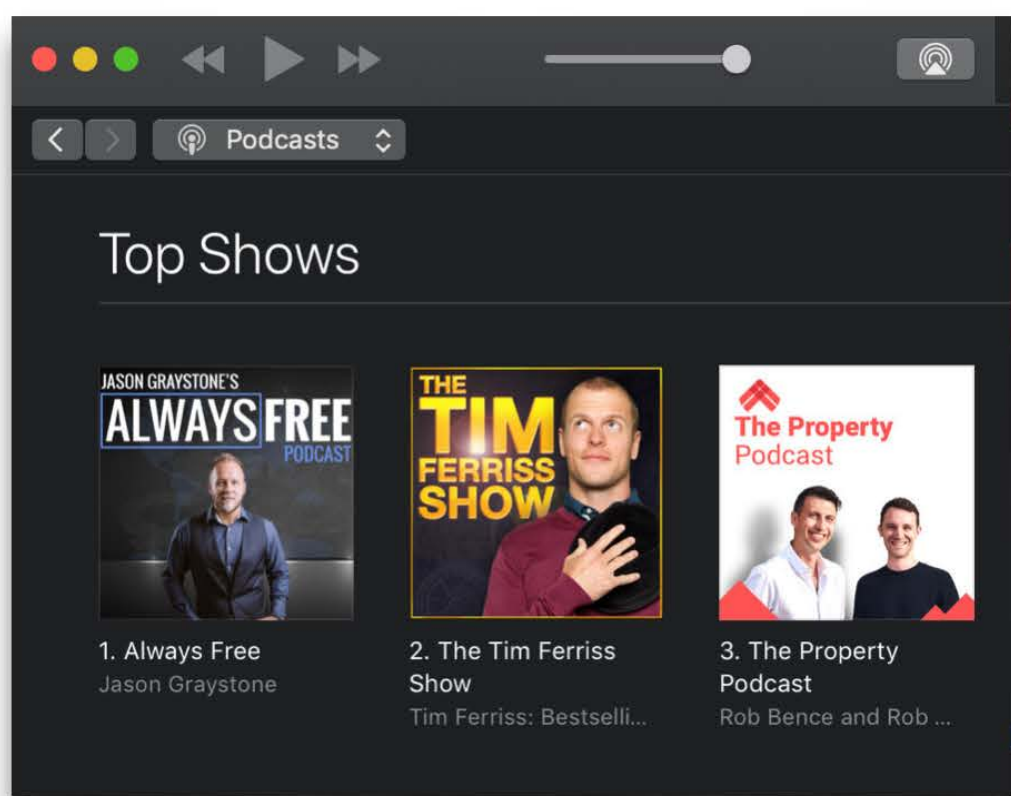 Podcasts
Top Shows
JASON GRAYSTONE'S
ALWAYS FREE
PODCAST
THE
TIM
FERRISS
SHOW
The Property
Podcast
1. Always Free
Jason Graystone
2. The Tim Ferriss
Show
Tim Ferriss: Bestselli...
3. The Property
Podcast
Rob Bence and Rob ...